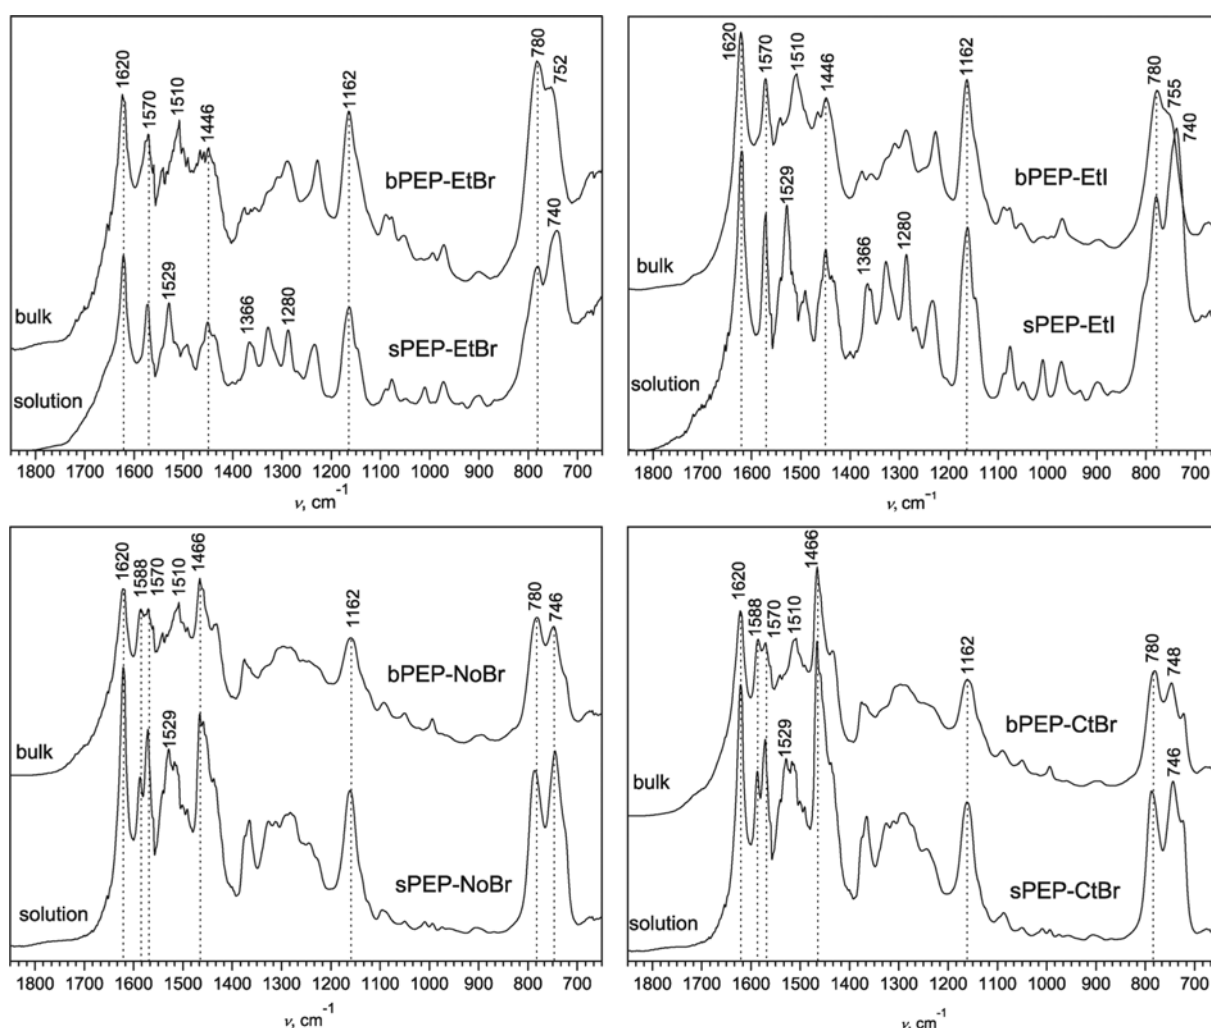 1620
1570
1510
1446
1162
780
752
bPEP-EtBr
740
bulk
1529
1366
1280
sPEP-EtBr
solution
1800 1700 1600 1500 1400 1300 1200 1100 1000 900 800 700
ν, cm⁻¹
1620
1570
1510
1446
1162
780
755
740
bPEP-EtI
bulk
1529
1366
1280
sPEP-EtI
solution
1800 1700 1600 1500 1400 1300 1200 1100 1000 900 800 700
ν, cm⁻¹
1620
1588
1570
1510
1466
1162
780
746
bPEP-NoBr
bulk
1529
sPEP-NoBr
solution
1800 1700 1600 1500 1400 1300 1200 1100 1000 900 800 700
ν, cm⁻¹
1620
1588
1570
1510
1466
1162
780
748
bPEP-CtBr
bulk
1529
746
sPEP-CtBr
solution
1800 1700 1600 1500 1400 1300 1200 1100 1000 900 800 700
ν, cm⁻¹